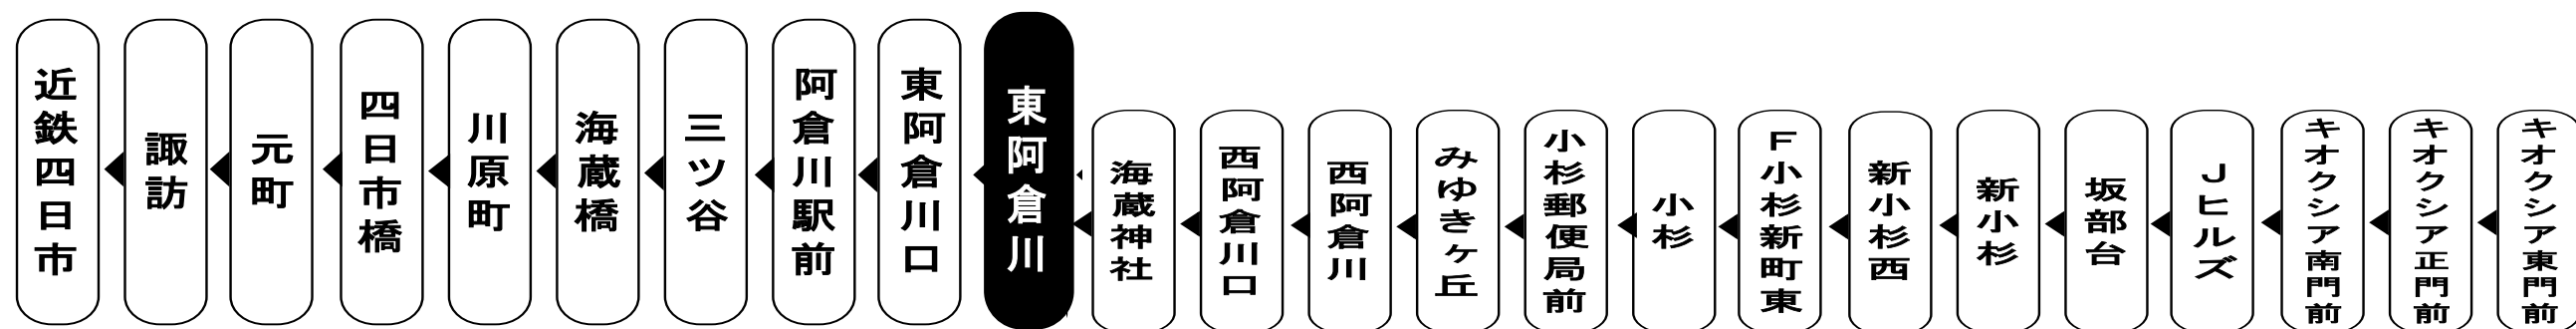 近鉄四日市
諏訪
元町
四日市橋
川原町
海蔵橋
三ツ谷
阿倉川駅前
東阿倉川口
東阿倉川
海蔵神社
西阿倉川口
西阿倉川
みゆきヶ丘
小杉郵便局前
小杉
F小杉新町東
新小杉西
新小杉
坂部台
Jヒルズ
キオクシア南門前
キオクシア正門前
キオクシア東門前